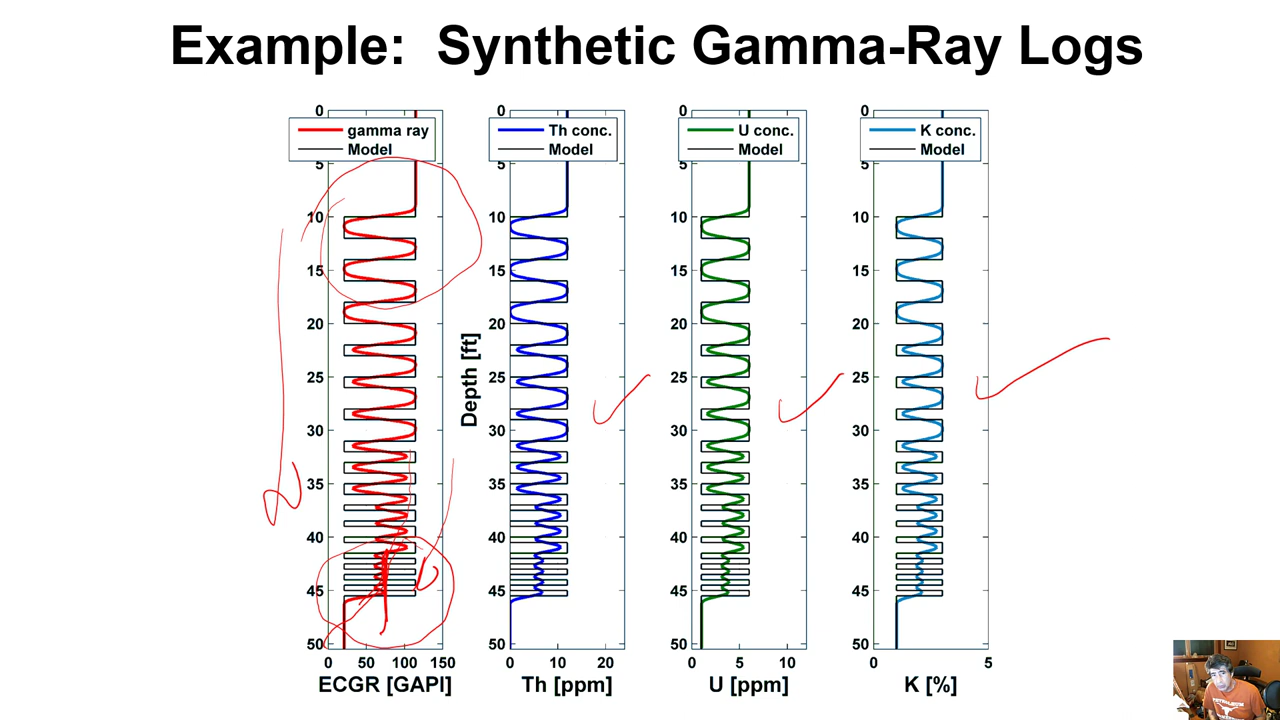 Example: Synthetic Gamma-Ray Logs
gamma ray
Model
Th conc.
Model
U conc.
Model
K conc.
Model
0
5
10
15
20
25
30
35
40
45
50
0
5
10
15
20
25
30
35
40
45
50
0
5
10
15
20
25
30
35
40
45
50
0
5
10
15
20
25
30
35
40
45
50
Depth [ft]
0 50 100 150
0 10 20
0 5 10
0 5
ECGR [GAPI]
Th [ppm]
U [ppm]
K [%]